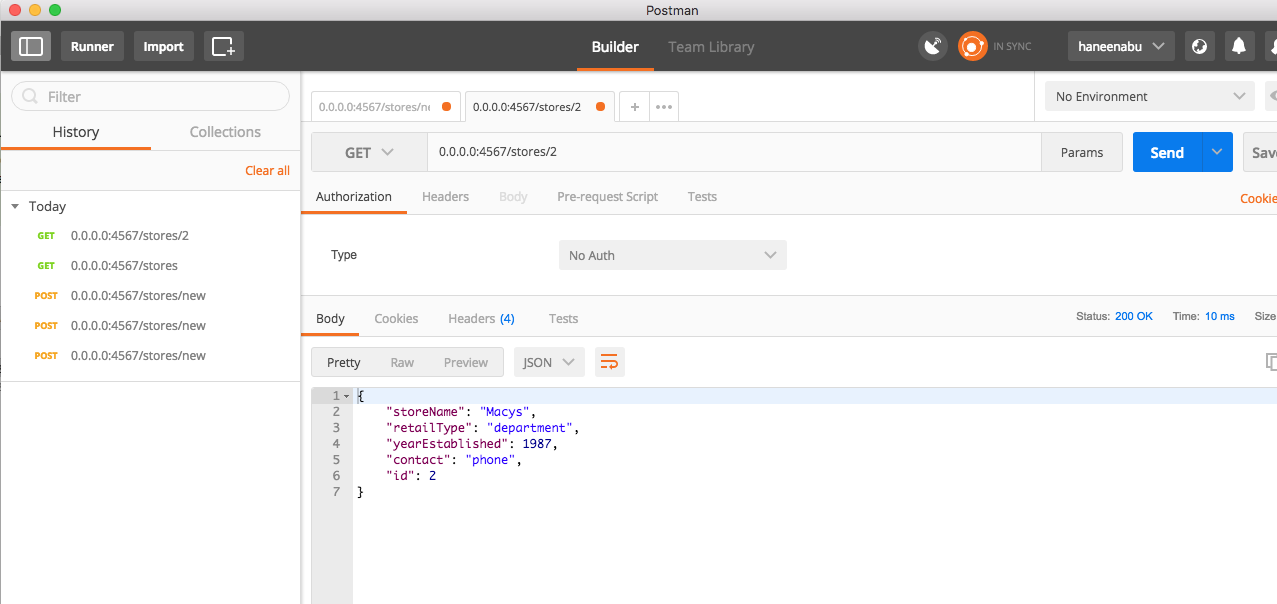 Postman
Runner Import Builder Team Library IN SYNC haneenabu
Filter
History Collections
Clear all
Today
GET 0.0.0.0:4567/stores/2
GET 0.0.0.0:4567/stores
POST 0.0.0.0:4567/stores/new
POST 0.0.0.0:4567/stores/new
POST 0.0.0.0:4567/stores/new
0.0.0.0:4567/stores/ne 0.0.0.0:4567/stores/2 + ••• No Environment
GET 0.0.0.0:4567/stores/2 Params Send Save
Authorization Headers Body Pre-request Script Tests Cookie
Type No Auth
Body Cookies Headers (4) Tests Status: 200 OK Time: 10 ms Size
Pretty Raw Preview JSON
1 {
2 "storeName": "Macys",
3 "retailType": "department",
4 "yearEstablished": 1987,
5 "contact": "phone",
6 "id": 2
7 }